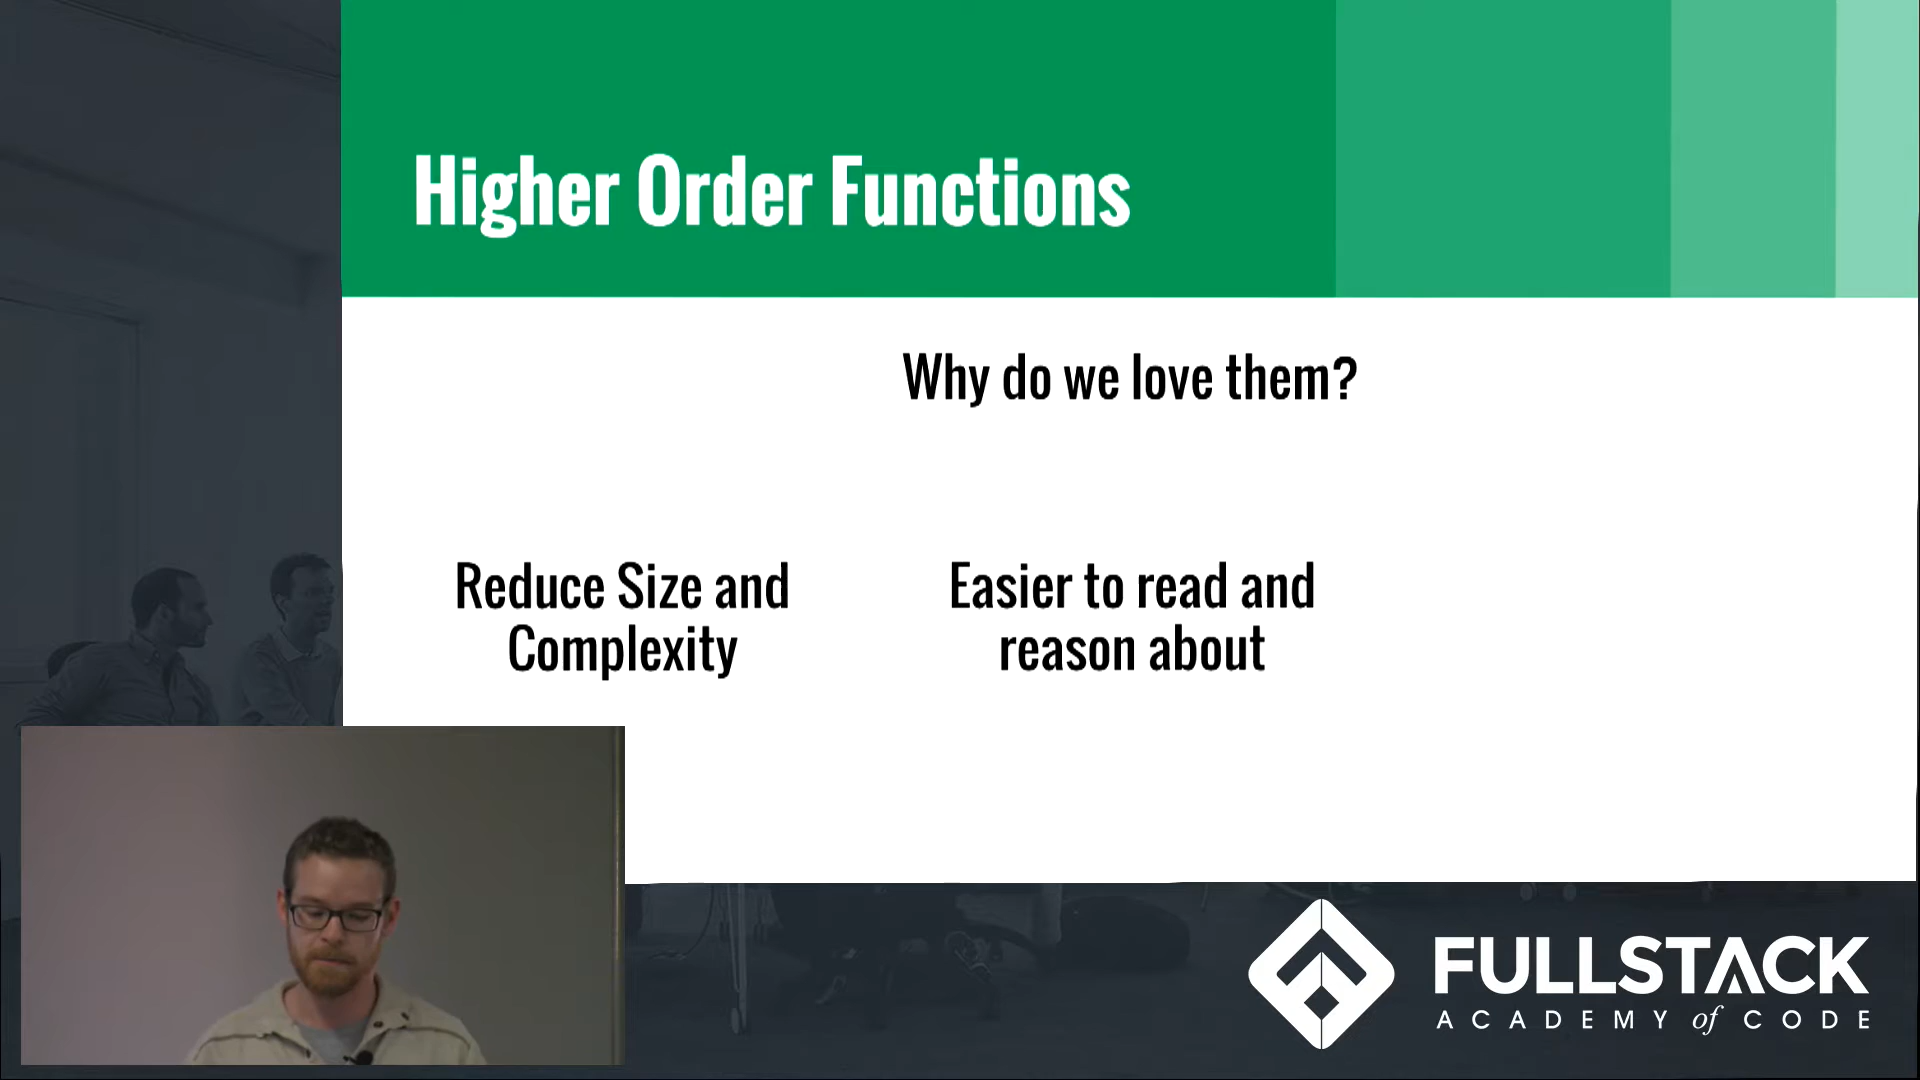 Higher Order Functions
Why do we love them?
Reduce Size and
Complexity
Easier to read and
reason about
FULLSTACK
ACADEMY of CODE